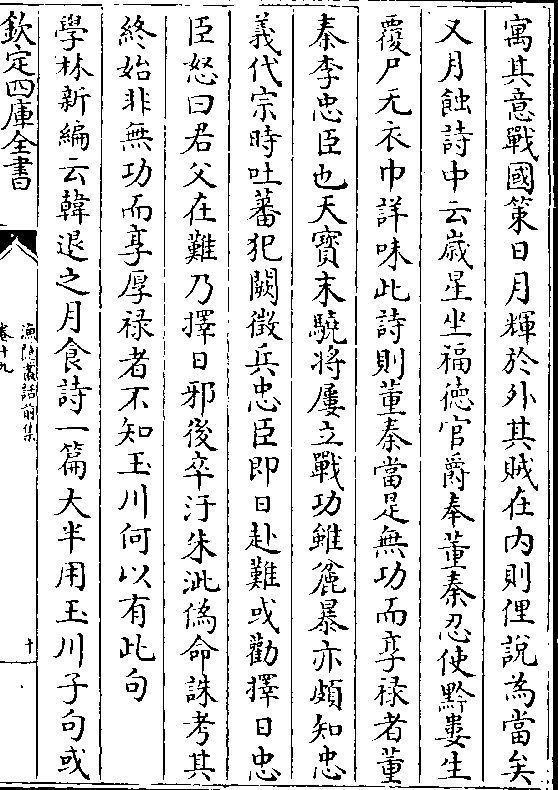 寓其意戰國策日月輝於外其賊在内則俚說為當矣
又月蝕詩中云嵗星坐福徳官爵奉董秦忍使黔婁生
覆尸无衣巾詳味此詩則董秦當是無功而享禄者董
秦李忠臣也天寳末驍将屢立戰功雖麄暴亦頗知忠
義代宗時吐蕃犯闕徴兵忠臣即日赴難或勸擇日忠
臣怒曰君父在難乃擇日邪後卒汙朱泚偽命誅考其
終始非無功而享厚禄者不知玉川何以有此句
學林新編云韓退之月食詩一篇大半用玉川子句或
欽定四庫全書
漁隐叢話前集
卷十九
十